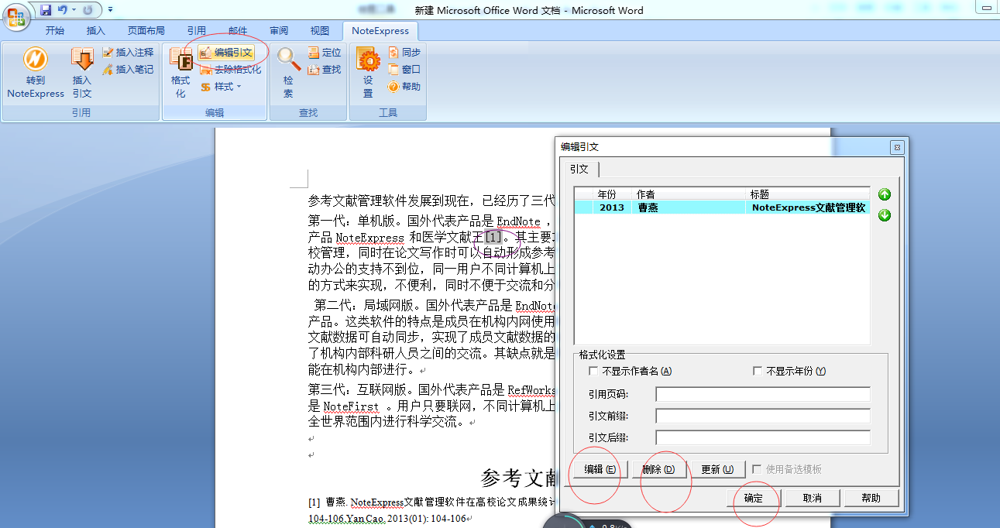 新建 Microsoft Office Word 文档 - Microsoft Word
开始 插入 页面布局 引用 邮件 审阅 视图 NoteExpress
转到 NoteExpress
插入 引文
插入注释
插入笔记
引用
格式化
编辑引文
去除格式化
样式
编辑
检索
定位
查找
查找
设置
同步
窗口
帮助
工具
参考文献管理软件发展到现在，已经历了三代
第一代：单机版。国外代表产品是 EndNote ，
产品 NoteExpress 和医学文献王[1]。其主要
校管理，同时在论文写作时可以自动形成参考
动办公的支持不到位，同一用户不同计算机上
的方式来实现，不便利，同时不便于交流和分
第二代：局域网版。国外代表产品是 EndNote
产品。这类软件的特点是成员在机构内网使用
文献数据可自动同步，实现了成员文献数据的
了机构内部科研人员之间的交流。其缺点就是
能在机构内部进行。
第三代：互联网版。国外代表产品是 RefWorks
是 NoteFirst 。用户只要联网，不同计算机上
全世界范围内进行科学交流。
参考文献
[1] 曹燕. NoteExpress文献管理软件在高校论文成果统计
104-106.Yan Cao. 2013(01): 104-106
编辑引文
引文
年份 作者 标题
2013 曹燕 NoteExpress文献管理软
格式化设置
不显示作者名(A) 不显示年份(Y)
引用页码:
引文前缀:
引文后缀:
编辑(E) 删除(D) 更新(U) 使用备选模板
确定 取消 帮助